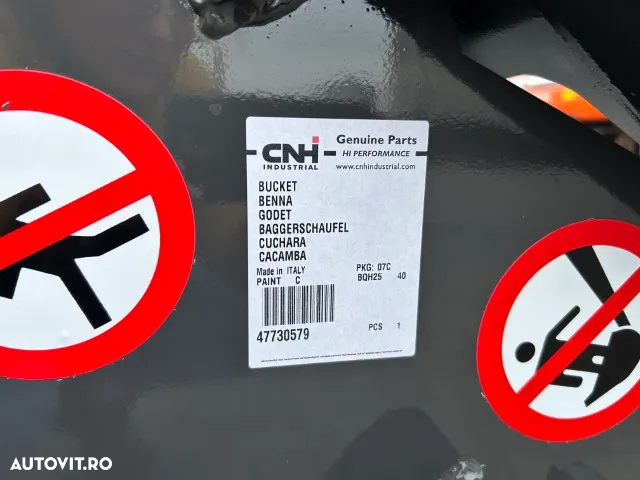 CNH Genuine Parts
INDUSTRIAL HI PERFORMANCE
www.cnhindustrial.com
BUCKET
BENNA
GODET
BAGGERSCHAUFEL
CUCHARA
CACAMBA
Made in ITALY PKG: 07C
PAINT C BQH25 40
47730579 PCS 1
AUTOVIT.RO